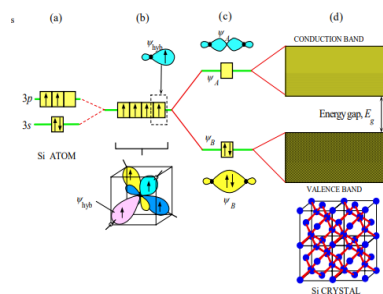 s
(a)
(b)
(c)
(d)
ψhyb
ψA
CONDUCTION BAND
ψA
3p
3s
Energy gap, Eg
Si ATOM
ψB
ψhyb
ψB
VALENCE BAND
Si CRYSTAL